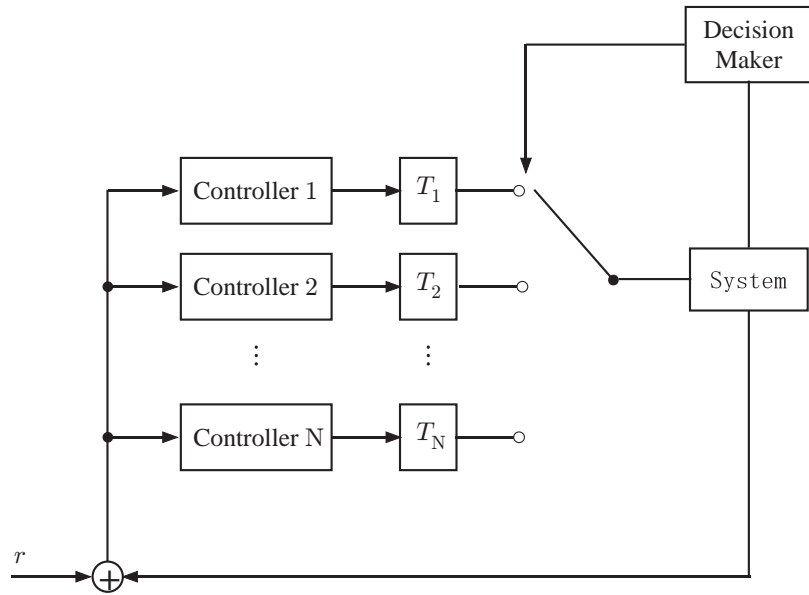 Decision
Maker
Controller 1
T1
Controller 2
T2
System
⋮
⋮
Controller N
TN
r
+